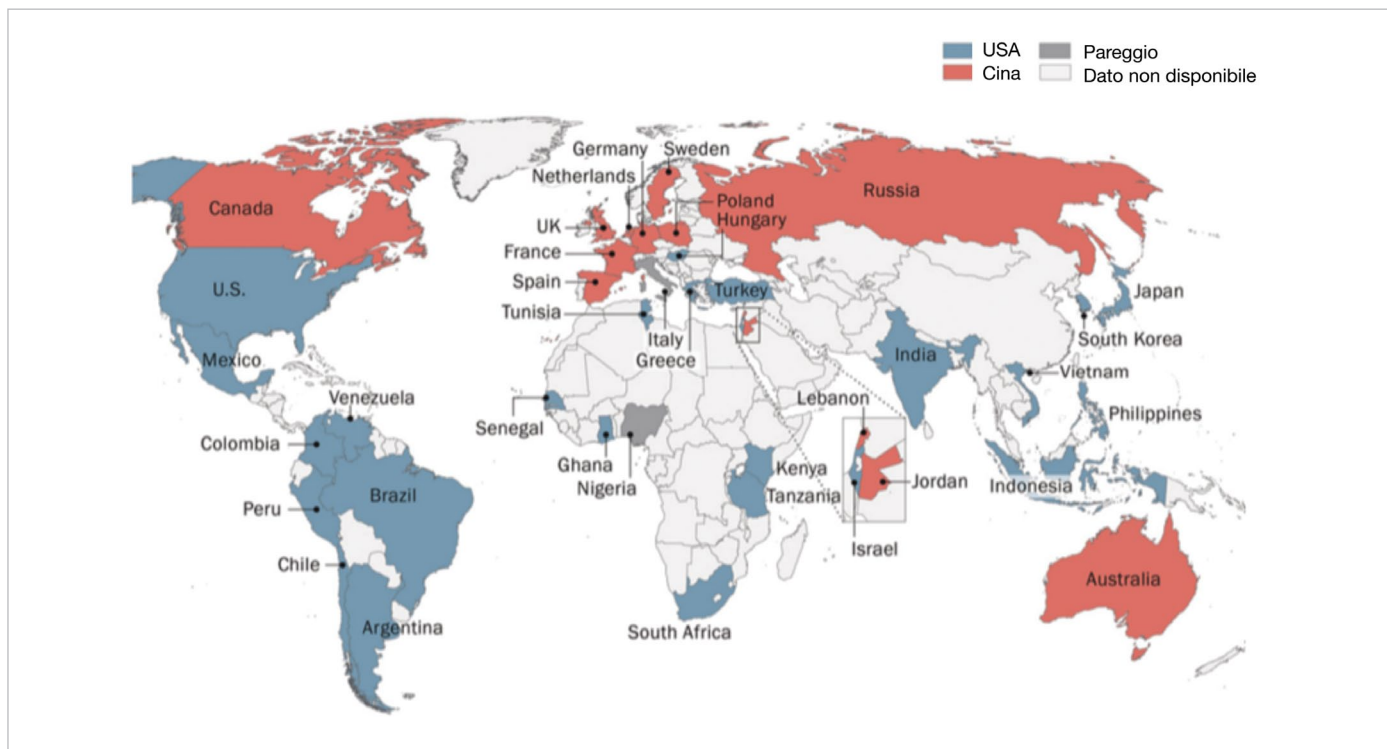 USA
Cina
Pareggio
Dato non disponibile
Germany
Sweden
Netherlands
Russia
Canada
Poland
Hungary
UK
France
Spain
U.S.
Turkey
Japan
Tunisia
Italy
Greece
South Korea
India
Mexico
Vietnam
Venezuela
Lebanon
Philippines
Senegal
Colombia
Ghana
Kenya
Nigeria
Jordan
Indonesia
Brazil
Tanzania
Peru
Israel
Chile
Australia
Argentina
South Africa